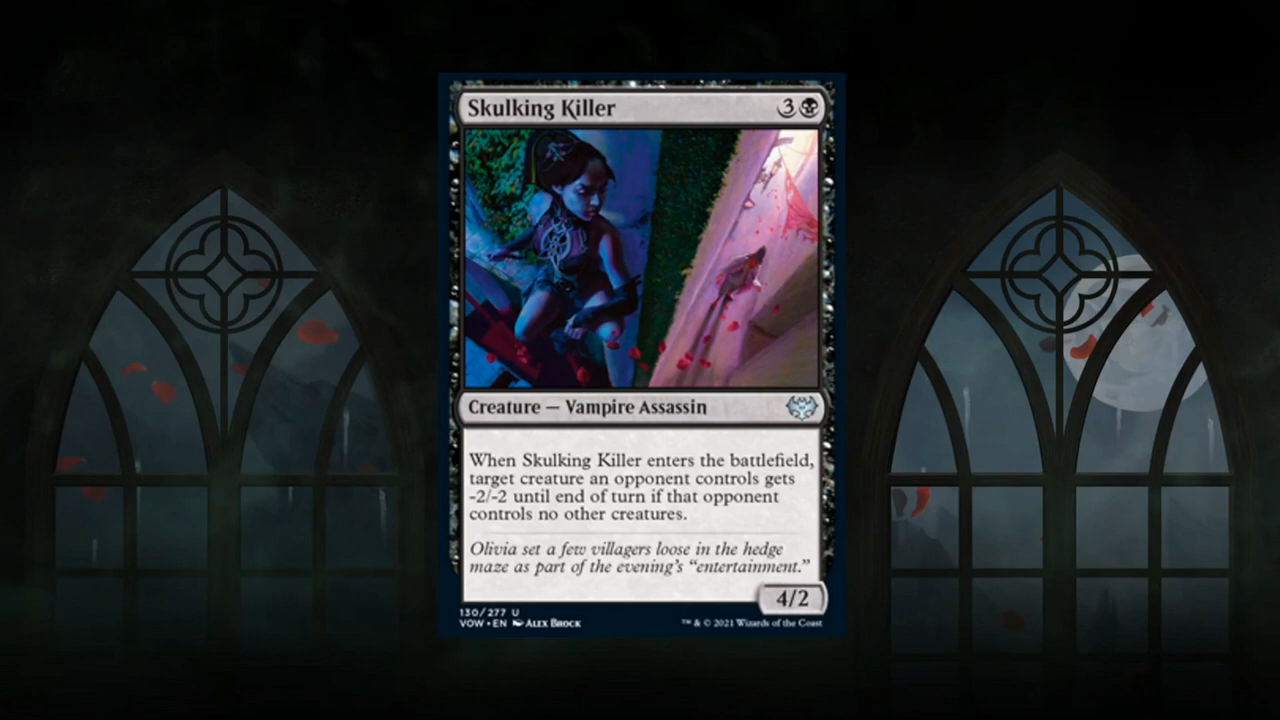 Skulking Killer 3
Creature — Vampire Assassin
When Skulking Killer enters the battlefield,
target creature an opponent controls gets
-2/-2 until end of turn if that opponent
controls no other creatures.
Olivia set a few villagers loose in the hedge
maze as part of the evening's “entertainment.”
4/2
130/277 U
VOW • EN ALEX BROCK ™ & © 2021 Wizards of the Coast